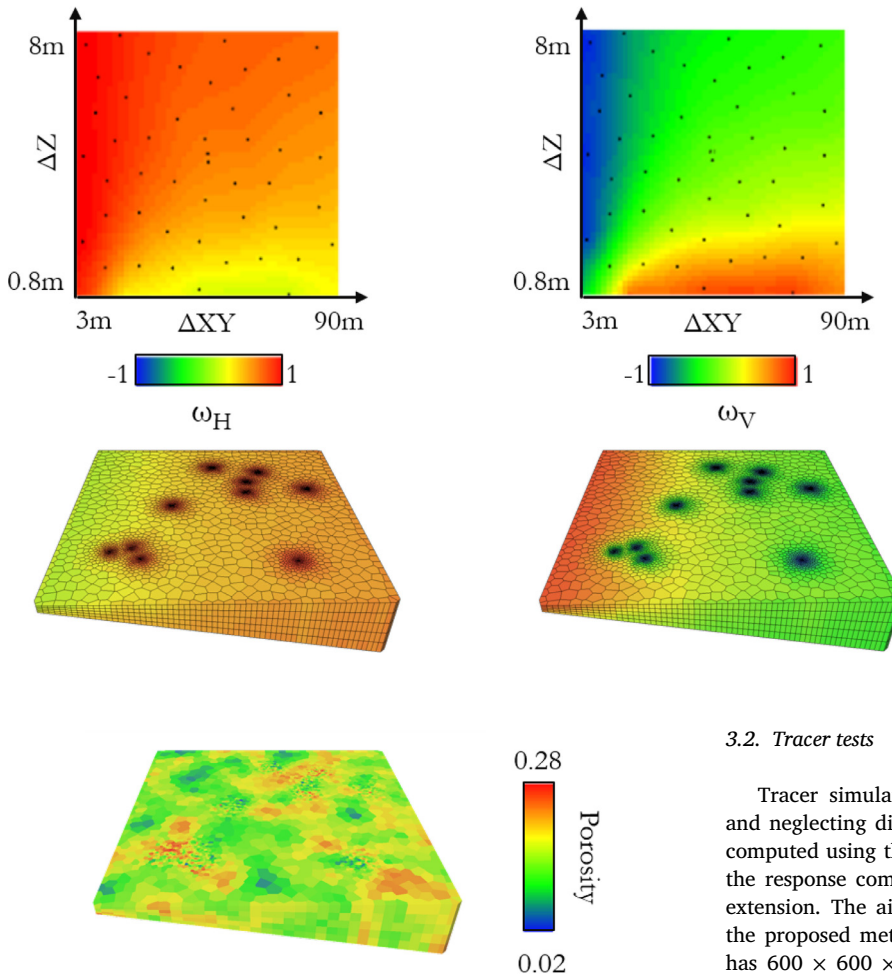 8m
ΔZ
0.8m
3m
ΔXY
90m
-1
1
ω_H
8m
ΔZ
0.8m
3m
ΔXY
90m
-1
1
ω_V
0.28
Porosity
0.02
3.2. Tracer tests
Tracer simula
and neglecting di
computed using th
the response com
extension. The ai
the proposed met
has 600 × 600 ×